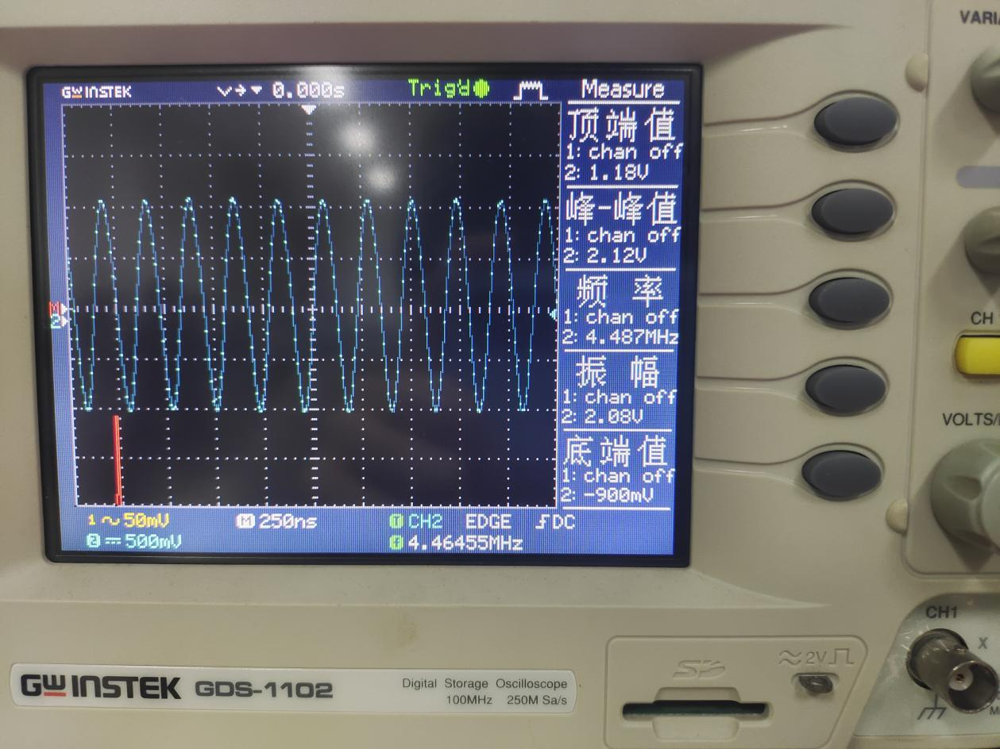 GW INSTEK 0.000s Trig'd Measure
顶端值
1: chan off
2: 1.18V
峰-峰值
1: chan off
2: 2.12V
频 率
1: chan off
2: 4.487MHz
振 幅
1: chan off
2: 2.08V
底端值
1: chan off
2: -900mV
M
2
1 50mV M 250ns T CH2 EDGE DC
2 500mV f 4.46455MHz
CH
VOLTS/
CH1
X
GW INSTEK GDS-1102
Digital Storage Oscilloscope
100MHz 250M Sa/s
SD
2V